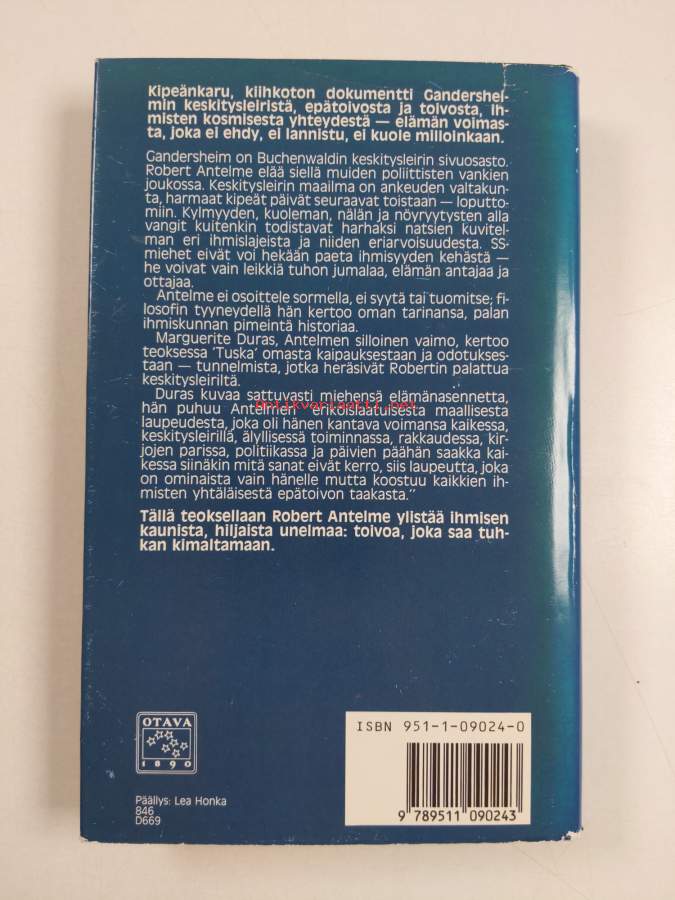 Kipeänkaru, kiihkoton dokumentti Gandershei-
min keskitysleiristä, epätoivosta ja toivosta, ih-
misten kosmisesta yhteydestä — elämän voimas-
ta, joka ei ehdy, ei lannistu, ei kuole milloinkaan.
Gandersheim on Buchenwaldin keskitysleirin sivuosasto.
Robert Antelme elää siellä muiden poliittisten vankien
joukossa. Keskitysleirin maailma on ankeuden valtakun-
ta, harmaat kipeät päivät seuraavat toistaan — loputto-
miin. Kylmyyden, kuoleman, nälän ja nöyryytysten alla
vangit kuitenkin todistavat harhaksi natsien kuvitel-
man eri ihmislajeista ja niiden eriarvoisuudesta. SS-
miehet eivät voi hekään paeta ihmisyyden kehästä —
he voivat vain leikkiä tuhon jumalaa, elämän antajaa ja
ottajaa.
Antelme ei osoittele sormella, ei syytä tai tuomitse; fi-
losofin tyyneydellä hän kertoo oman tarinansa, palan
ihmiskunnan pimeintä historiaa.
Marguerite Duras, Antelmen silloinen vaimo, kertoo
teoksessa 'Tuska' omasta kaipauksestaan ja odotukses-
taan — tunnelmista, jotka heräsivät Robertin palattua
keskitysleiriltä.
Duras kuvaa sattuvasti miehensä elämänasennetta,
hän puhuu Antelmen "erikoislaatuisesta maallisesta
laupeudesta, joka oli hänen kantava voimansa kaikessa,
keskitysleirillä, älyllisessä toiminnassa, rakkaudessa, kir-
jojen parissa, politiikassa ja päivien päähän saakka kai-
kessa siinäkin mitä sanat eivät kerro, siis laupeutta, joka
on ominaista vain hänelle mutta koostuu kaikkien ih-
misten yhtäläisestä epätoivon taakasta."
Tällä teoksellaan Robert Antelme ylistää ihmisen
kaunista, hiljaista unelmaa: toivoa, joka saa tuh-
kan kimaltamaan.
Antikvariaatti.net
OTAVA
1890
Päällys: Lea Honka
846
D669
ISBN 951-1-09024-0
9 789511 090243